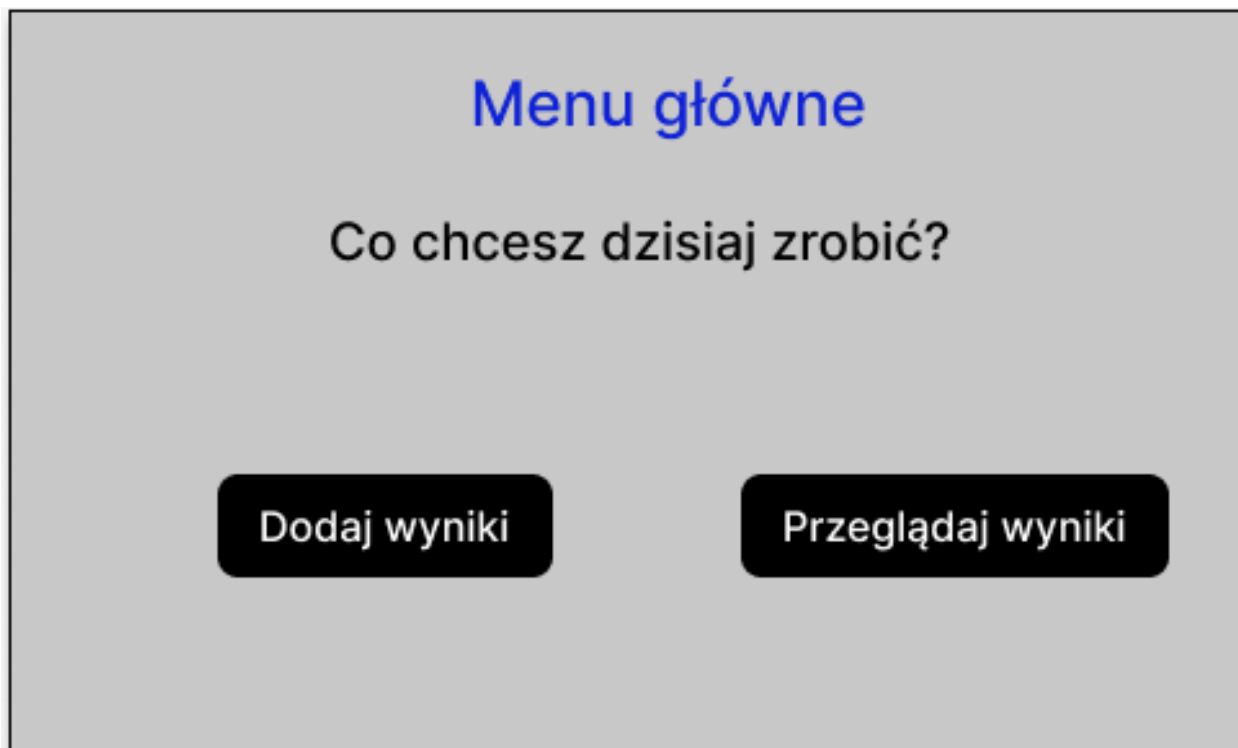 Menu główne
Co chcesz dzisiaj zrobić?
Dodaj wyniki
Przeglądaj wyniki